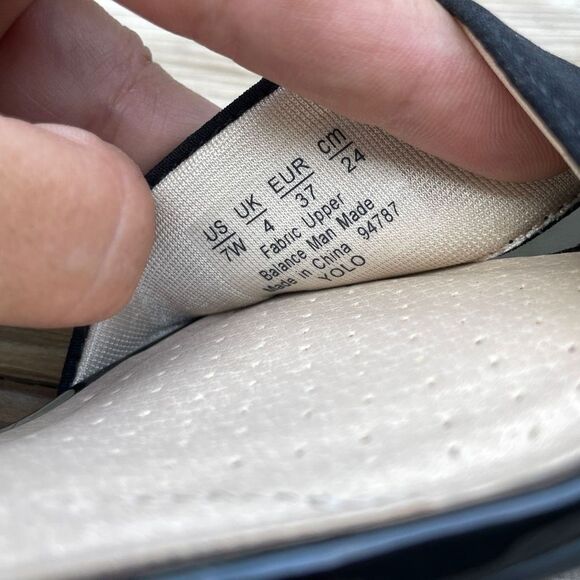 US UK EUR cm
7W 4 37 24
Fabric Upper
Balance Man Made
Made in China 94787
YOLO